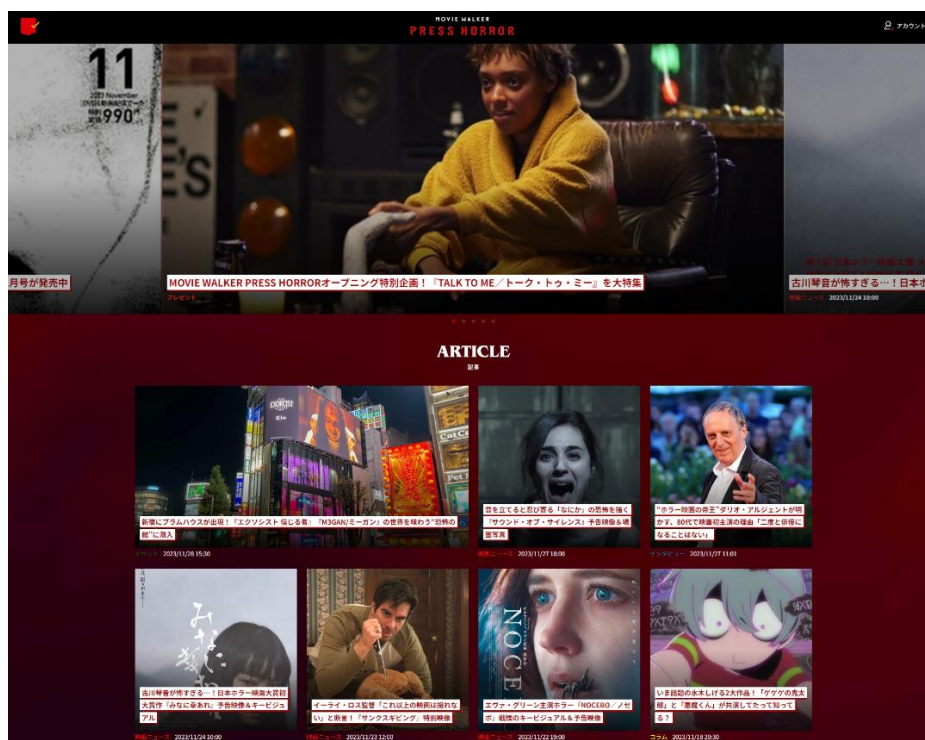 MOVIE WALKER
PRESS HORROR
アカウント
11
2023 November
990
月号が発売中
MOVIE WALKER PRESS HORRORオープニング特別企画！『TALK TO ME／トーク・トゥ・ミー』を大特集
プレゼント
古川琴音が怖すぎる…！日本ホ
映画ニュース 2023/11/24 10:00
ARTICLE
記事
新宿にブラムハウスが出現！『エクソシスト 信じる者』『M3GAN/ミーガン』の世界を味わう“恐怖の
館”に潜入
イベント 2023/11/28 15:30
音を立てると忍び寄る「なにか」の恐怖を描く
『サウンド・オブ・サイレンス』予告映像＆場
面写真
映画ニュース 2023/11/27 18:00
“ホラー映画の帝王”ダリオ・アルジェントが明
かす、80代で映画初主演の理由「二度と俳優に
なることはない」
インタビュー 2023/11/27 11:01
みなに幸あれ
古川琴音が怖すぎる…！日本ホラー映画大賞初
大賞作『みなに幸あれ』予告映像＆キービジュ
アル
映画ニュース 2023/11/24 10:00
イーライ・ロス監督「これ以上の映画は撮れな
い」と断言！『サンクスギビング』特別映像
映画ニュース 2023/11/23 12:00
NOCE
エヴァ・グリーン主演ホラー『NOCEBO／ノセ
ボ』戦慄のキービジュアル＆予告映像
映画ニュース 2023/11/22 19:00
いま話題の水木しげる2大作品！「ゲゲゲの鬼太
郎」と「悪魔くん」が共演してたって知って
る？
コラム 2023/11/18 20:30